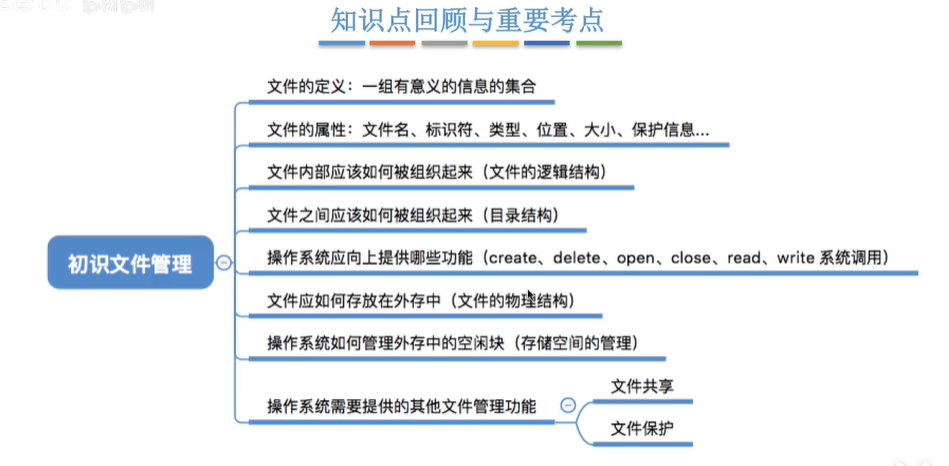 知识点回顾与重要考点
文件的定义：一组有意义的信息的集合
文件的属性：文件名、标识符、类型、位置、大小、保护信息...
文件内部应该如何被组织起来（文件的逻辑结构）
文件之间应该如何被组织起来（目录结构）
初识文件管理
操作系统应向上提供哪些功能（create、delete、open、close、read、write 系统调用）
文件应如何存放在外存中（文件的物理结构）
操作系统如何管理外存中的空闲块（存储空间的管理）
操作系统需要提供的其他文件管理功能
文件共享
文件保护